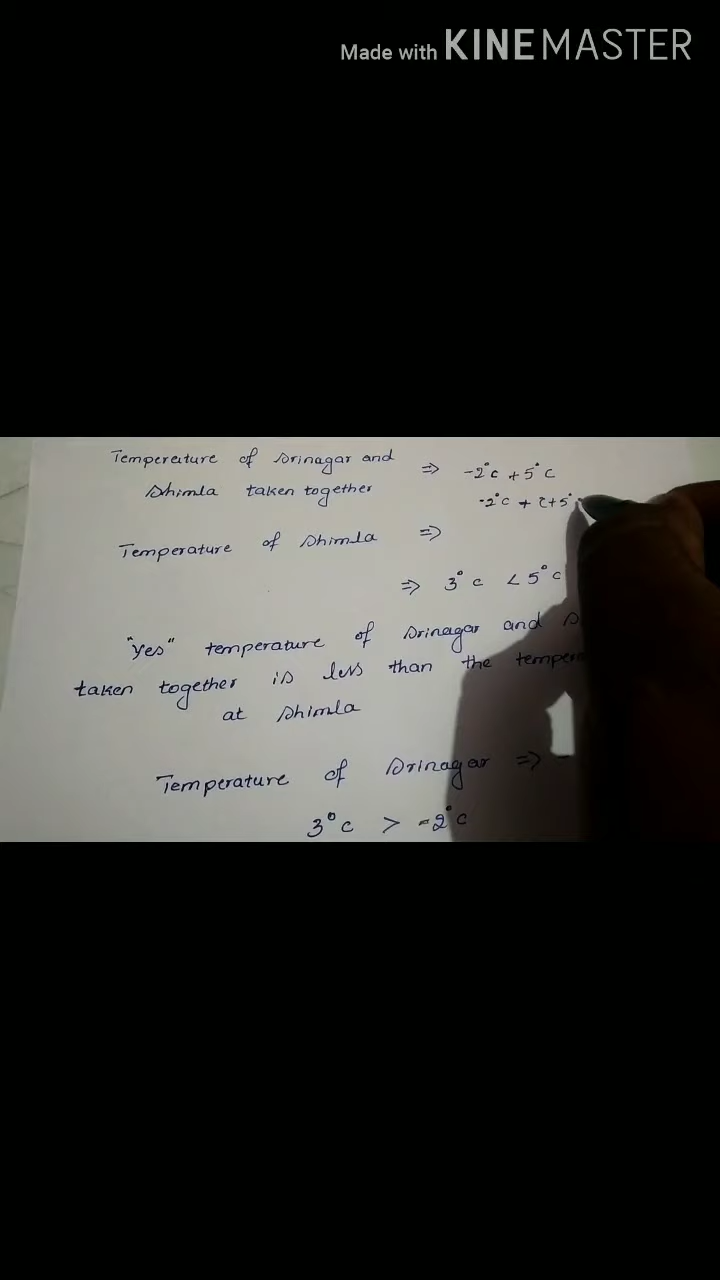 Made with KINEMASTER
Temperature of Srinagar and ⇒ -2°c + 5°c
Shimla taken together -2°c +
Temperature of Shimla ⇒
⇒ 3°c < 5°c
"yes" temperature of Srinagar and
taken together is less than the
at Shimla
Temperature of Srinagar ⇒ -
3°c > -2°c